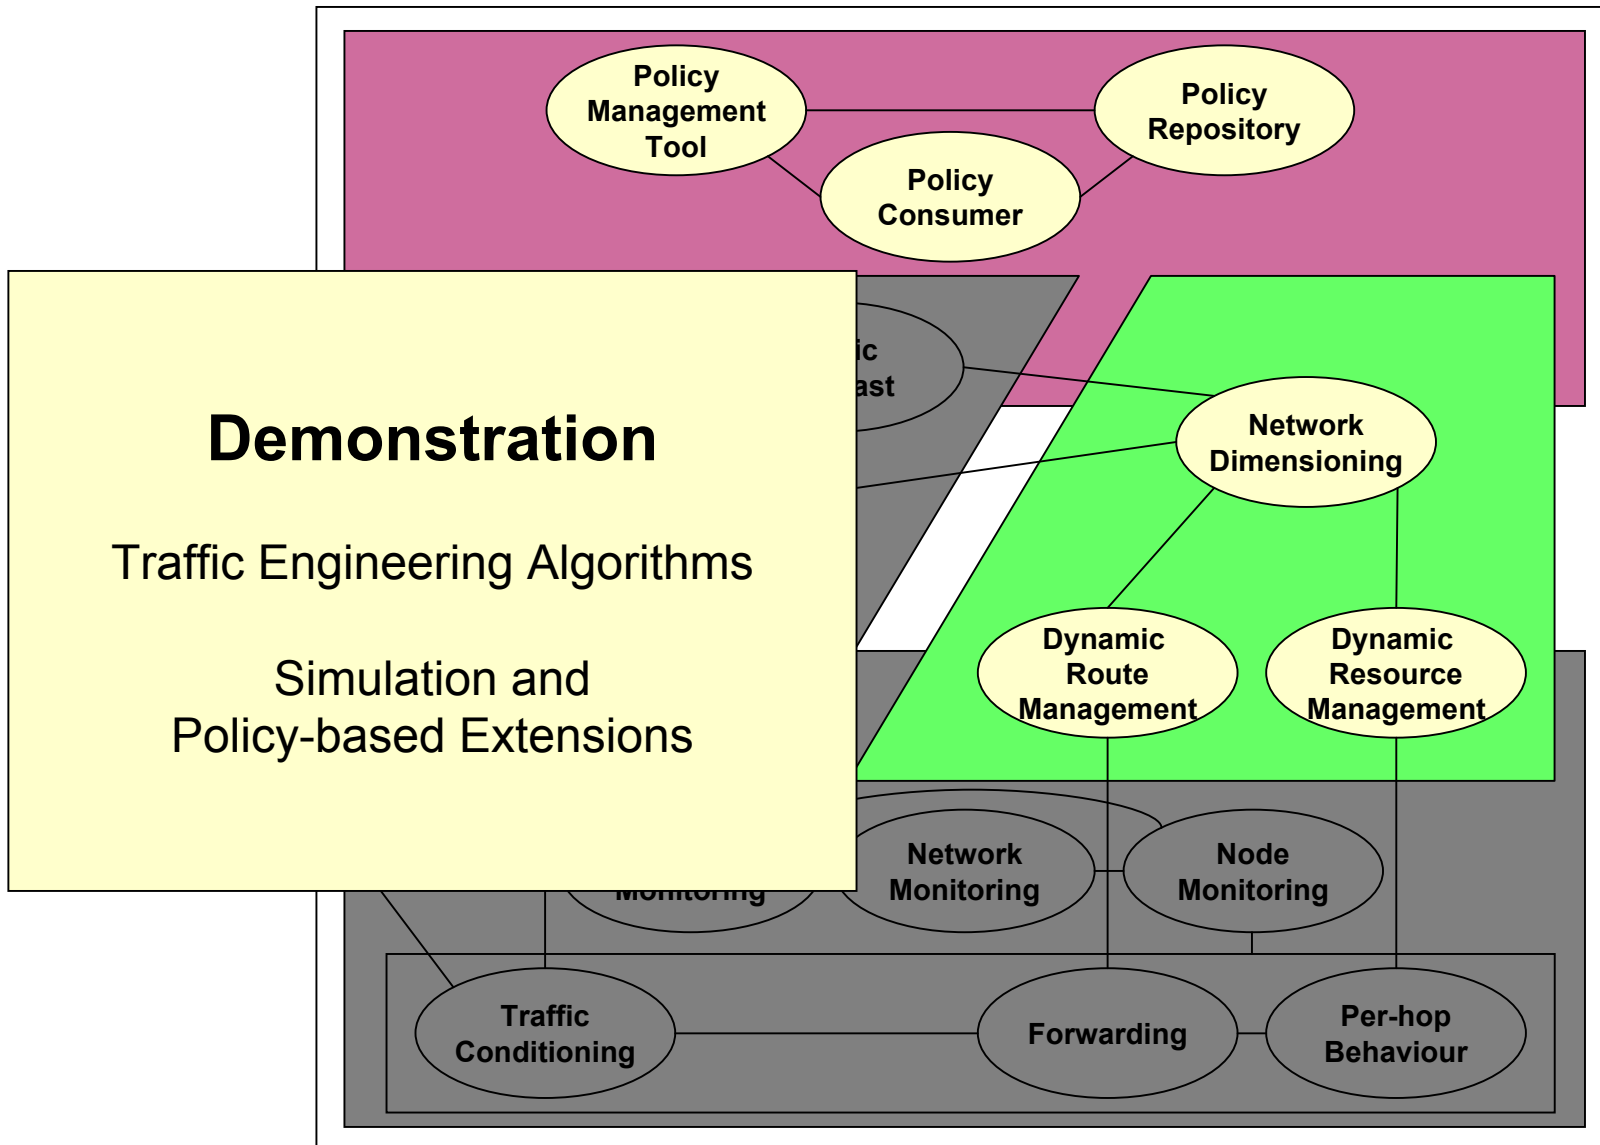 Policy
Management
Tool
Policy
Repository
Policy
Consumer
Demonstration
Traffic Engineering Algorithms
Simulation and
Policy-based Extensions
Network
Dimensioning
Dynamic
Route
Management
Dynamic
Resource
Management
Monitoring
Network
Monitoring
Node
Monitoring
Traffic
Conditioning
Forwarding
Per-hop
Behaviour